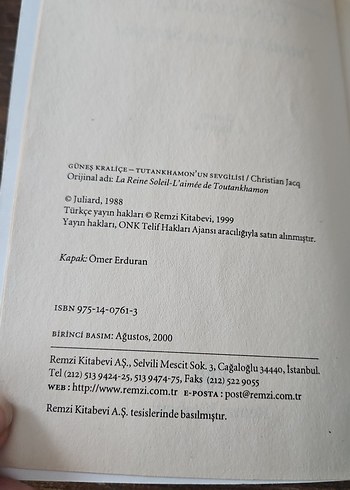 GÜNEŞ KRALİÇE – TUTANKHAMON'UN SEVGİLİSİ / Christian Jacq
Orijinal adı: La Reine Soleil-L'aimée de Toutankhamon
© Juliard, 1988
Türkçe yayın hakları © Remzi Kitabevi, 1999
Yayın hakları, ONK Telif Hakları Ajansı aracılığıyla satın alınmıştır.
Kapak: Ömer Erduran
ISBN 975-14-0761-3
BİRİNCİ BASIM: Ağustos, 2000
Remzi Kitabevi AŞ., Selvili Mescit Sok. 3, Cağaloğlu 34440, İstanbul.
Tel (212) 513 9424-25, 513 9474-75, Faks (212) 522 9055
WEB: http://www.remzi.com.tr E-POSTA: post@remzi.com.tr
Remzi Kitabevi A.Ş. tesislerinde basılmıştır.